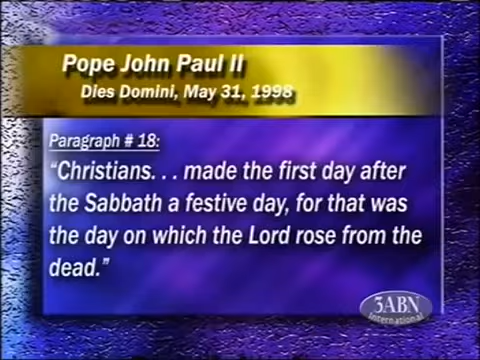 Pope John Paul II
Dies Domini, May 31, 1998
Paragraph # 18:
“Christians. . . made the first day after
the Sabbath a festive day, for that was
the day on which the Lord rose from the
dead.”
3ABN
International